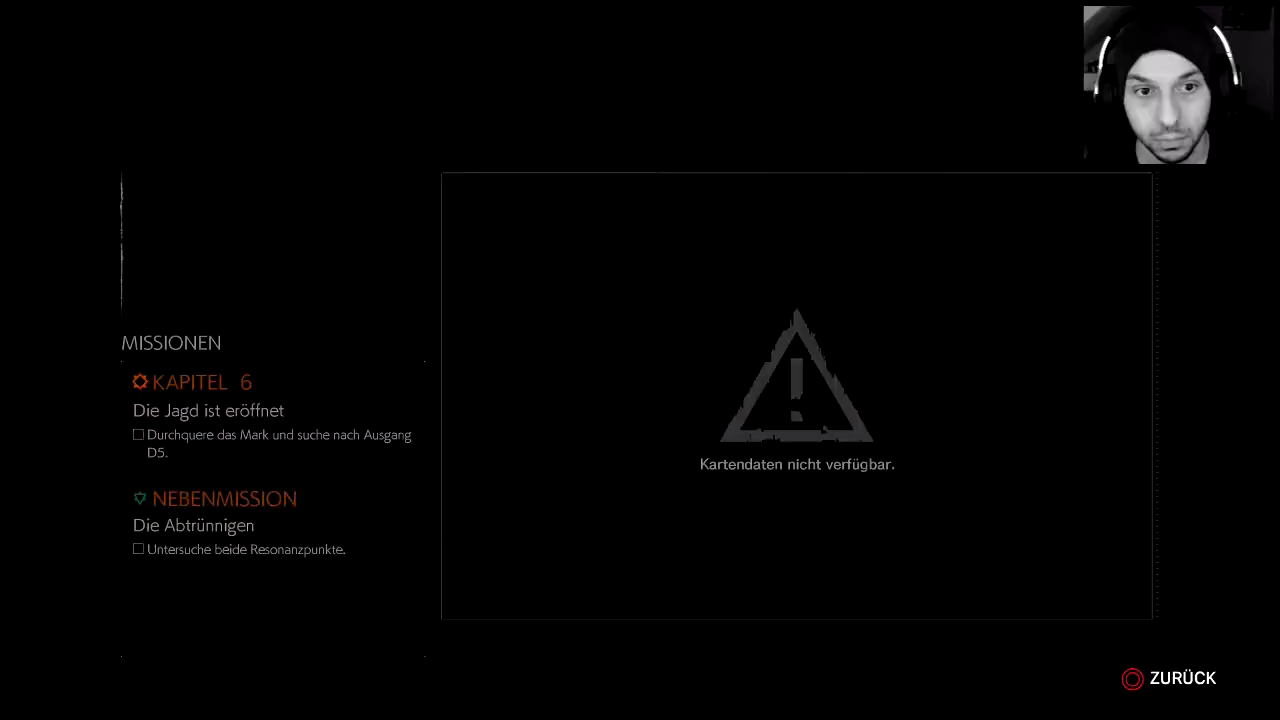 MISSIONEN
KAPITEL 6
Die Jagd ist eröffnet
Durchquere das Mark und suche nach Ausgang
D5.
NEBENMISSION
Die Abtrünnigen
Untersuche beide Resonanzpunkte.
Kartendaten nicht verfügbar.
ZURÜCK